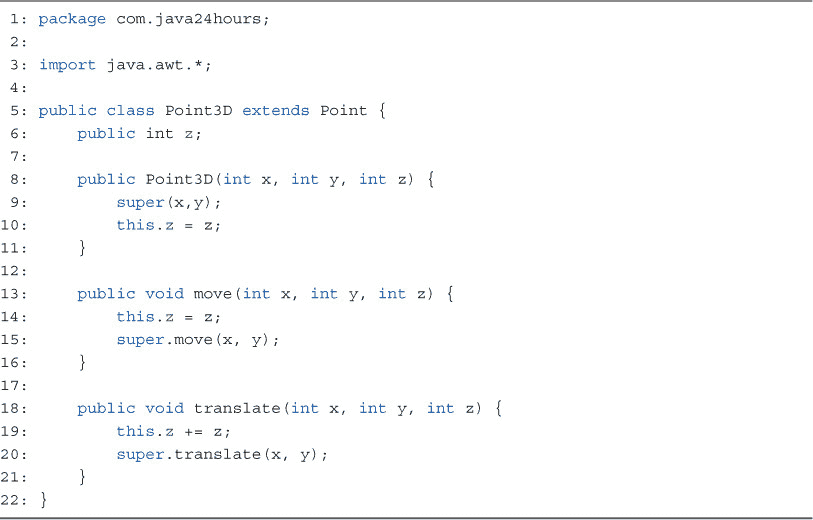 1: package com.java24hours;
2:
3: import java.awt.*;
4:
5: public class Point3D extends Point {
6:     public int z;
7:
8:     public Point3D(int x, int y, int z) {
9:         super(x,y);
10:         this.z = z;
11:     }
12:
13:     public void move(int x, int y, int z) {
14:         this.z = z;
15:         super.move(x, y);
16:     }
17:
18:     public void translate(int x, int y, int z) {
19:         this.z += z;
20:         super.translate(x, y);
21:     }
22: }